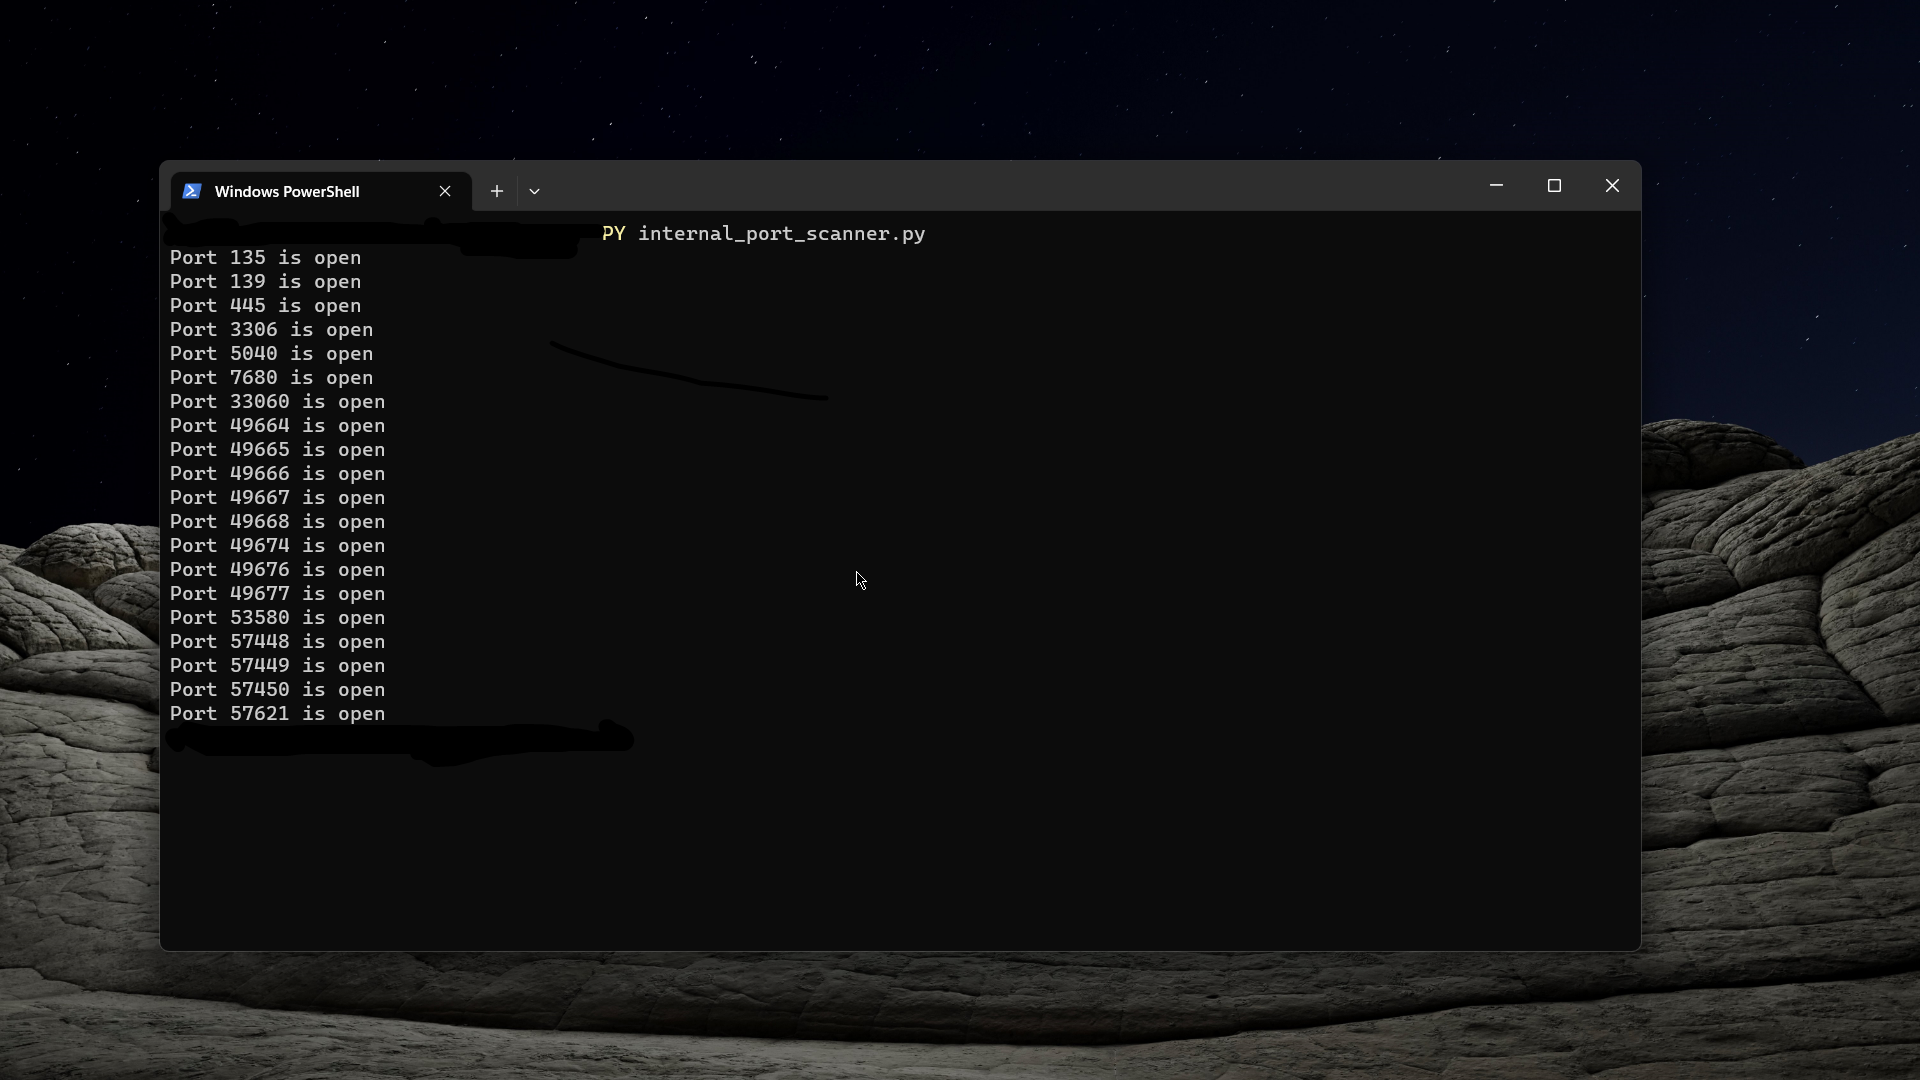 Windows PowerShell
PY internal_port_scanner.py
Port 135 is open
Port 139 is open
Port 445 is open
Port 3306 is open
Port 5040 is open
Port 7680 is open
Port 33060 is open
Port 49664 is open
Port 49665 is open
Port 49666 is open
Port 49667 is open
Port 49668 is open
Port 49674 is open
Port 49676 is open
Port 49677 is open
Port 53580 is open
Port 57448 is open
Port 57449 is open
Port 57450 is open
Port 57621 is open